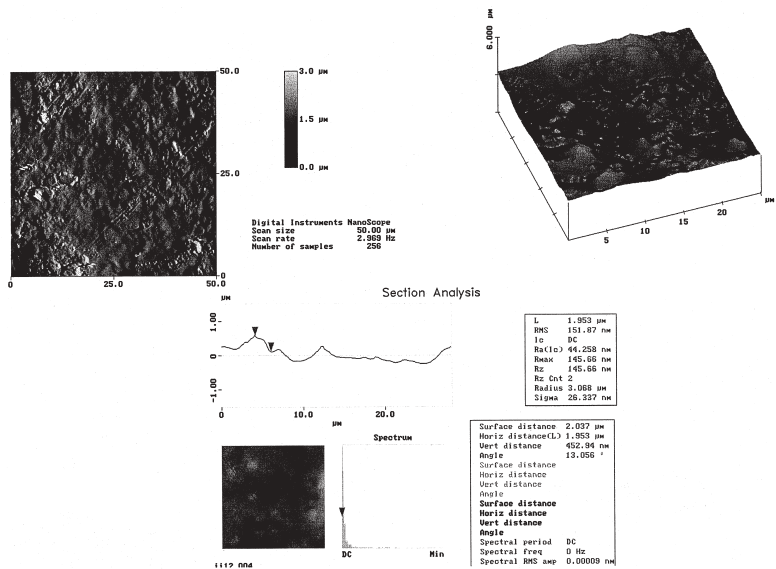 50.0
25.0
0
0
25.0
50.0
µM
3.0 µM
1.5 µM
0.0 µM
Digital Instruments NanoScope
Scan size 50.00 µM
Scan rate 2.969 Hz
Number of samples 256
6.000 µM
5
10
15
20
µM
Section Analysis
µM
1.00
0
-1.00
0
10.0
20.0
µM
L 1.953 µM
RMS 151.87 nM
lc DC
Ra(lc) 44.258 nM
Rmax 145.66 nM
Rz 145.66 nM
Rz Cnt 2
Radius 3.068 µM
Sigma 26.337 nM
Spectrum
DC
Min
Surface distance 2.037 µM
Horiz distance(L) 1.953 µM
Vert distance 452.94 nM
Angle 13.056 °
Surface distance
Horiz distance
Vert distance
Angle
Surface distance
Horiz distance
Vert distance
Angle
Spectral period DC
Spectral freq 0 Hz
Spectral RMS amp 0.00009 nM